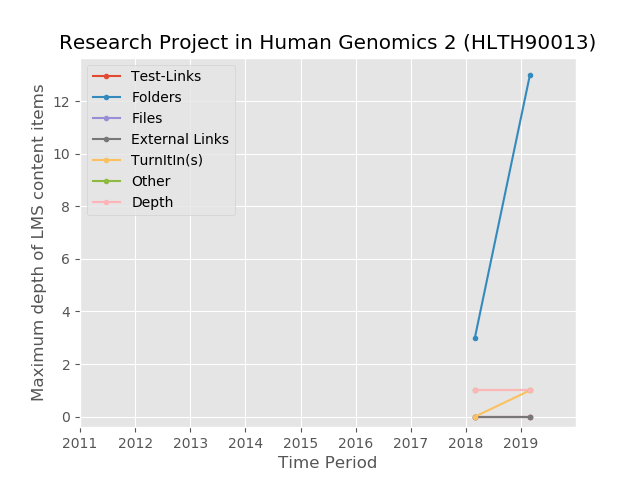 Research Project in Human Genomics 2 (HLTH90013)
Maximum depth of LMS content items
12
10
8
6
4
2
0
Test-Links
Folders
Files
External Links
TurnItIn(s)
Other
Depth
2011 2012 2013 2014 2015 2016 2017 2018 2019
Time Period